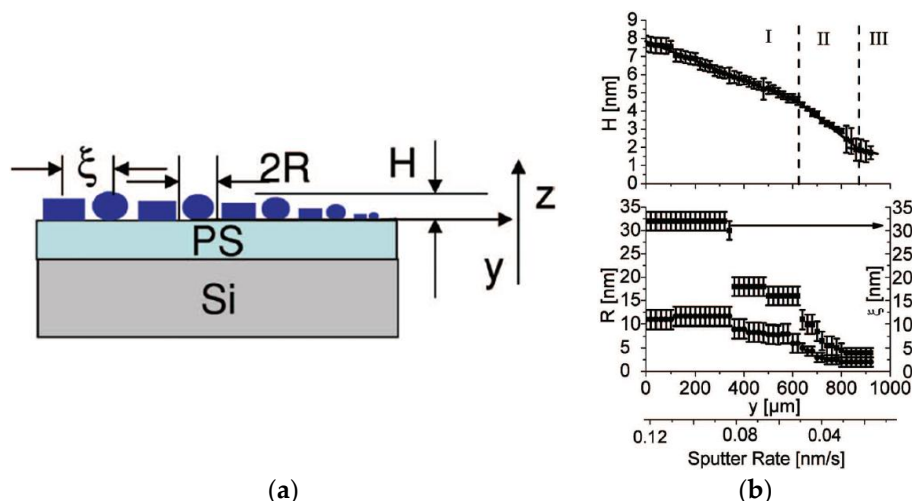 ξ
2R
H
z
y
PS
Si
(a)
I
II
III
9
8
7
6
5
4
3
2
1
0
H [nm]
35
30
25
20
15
10
5
0
R [nm]
35
30
25
20
15
10
5
0
ξ [nm]
0 200 400 600 800 1000
y [µm]
0.12 0.08 0.04
Sputter Rate [nm/s]
(b)